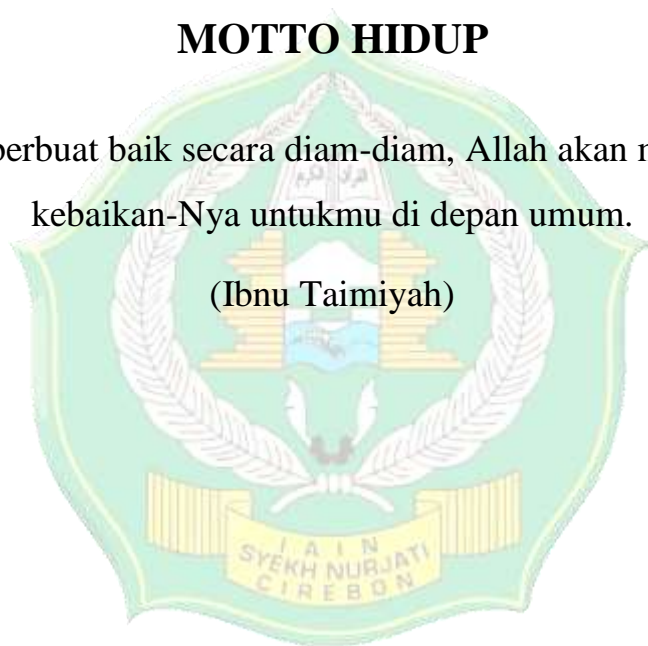 MOTTO HIDUP
berbuat baik secara diam-diam, Allah akan
kebaikan-Nya untukmu di depan umum.
(Ibnu Taimiyah)
I A I N
SYEKH NURJATI
CIREBON